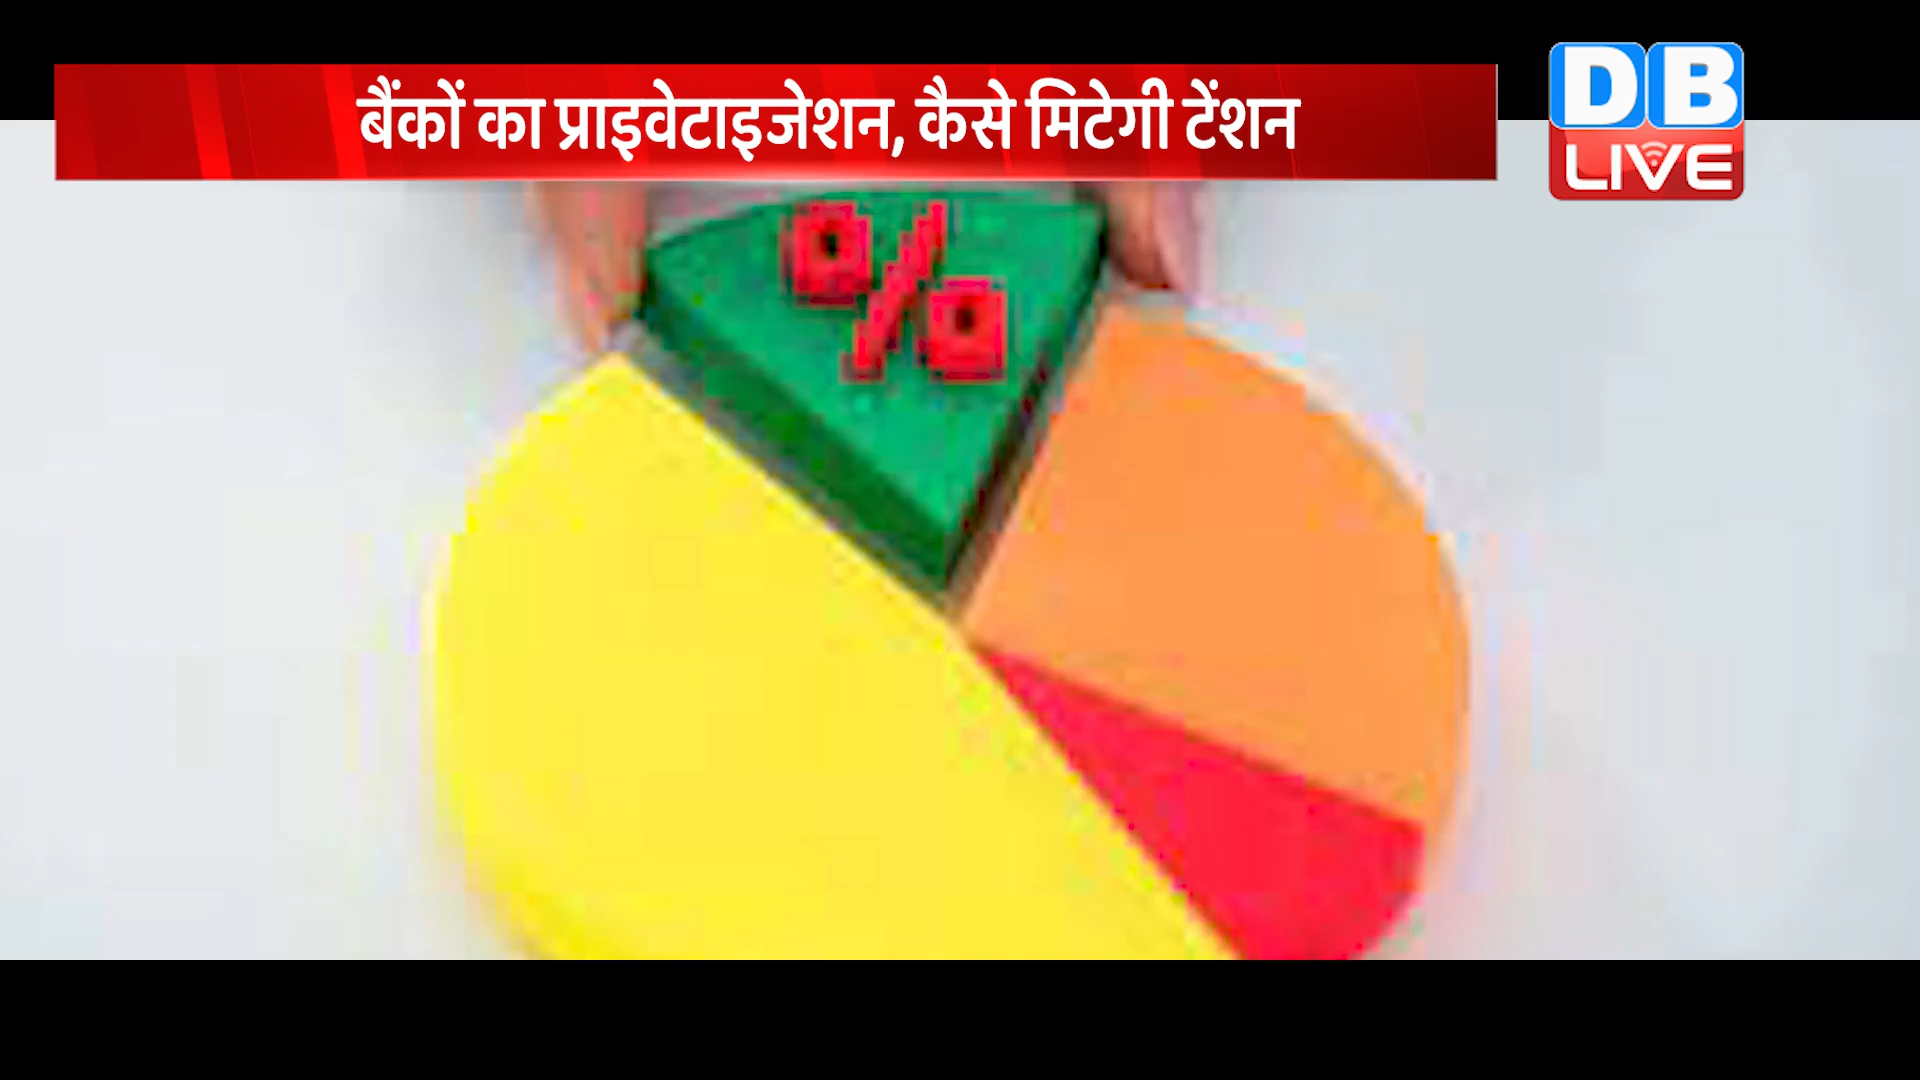 बैंकों का प्राइवेटाइजेशन, कैसे मिटेगी टेंशन
DB
LIVE
%